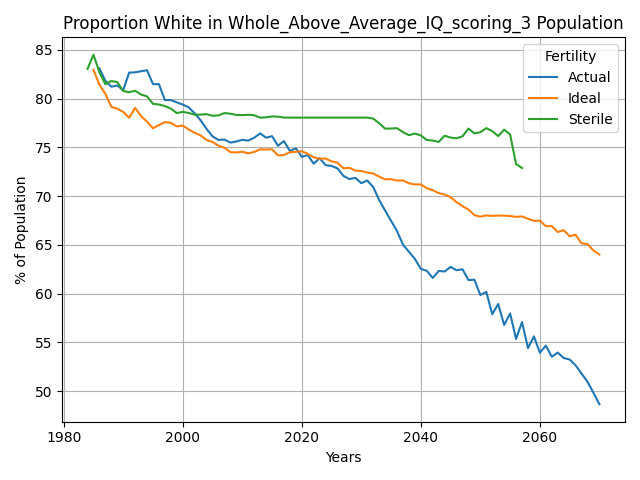 Proportion White in Whole_Above_Average_IQ_scoring_3 Population
% of Population
85
80
75
70
65
60
55
50
Fertility
Actual
Ideal
Sterile
1980
2000
2020
2040
2060
Years